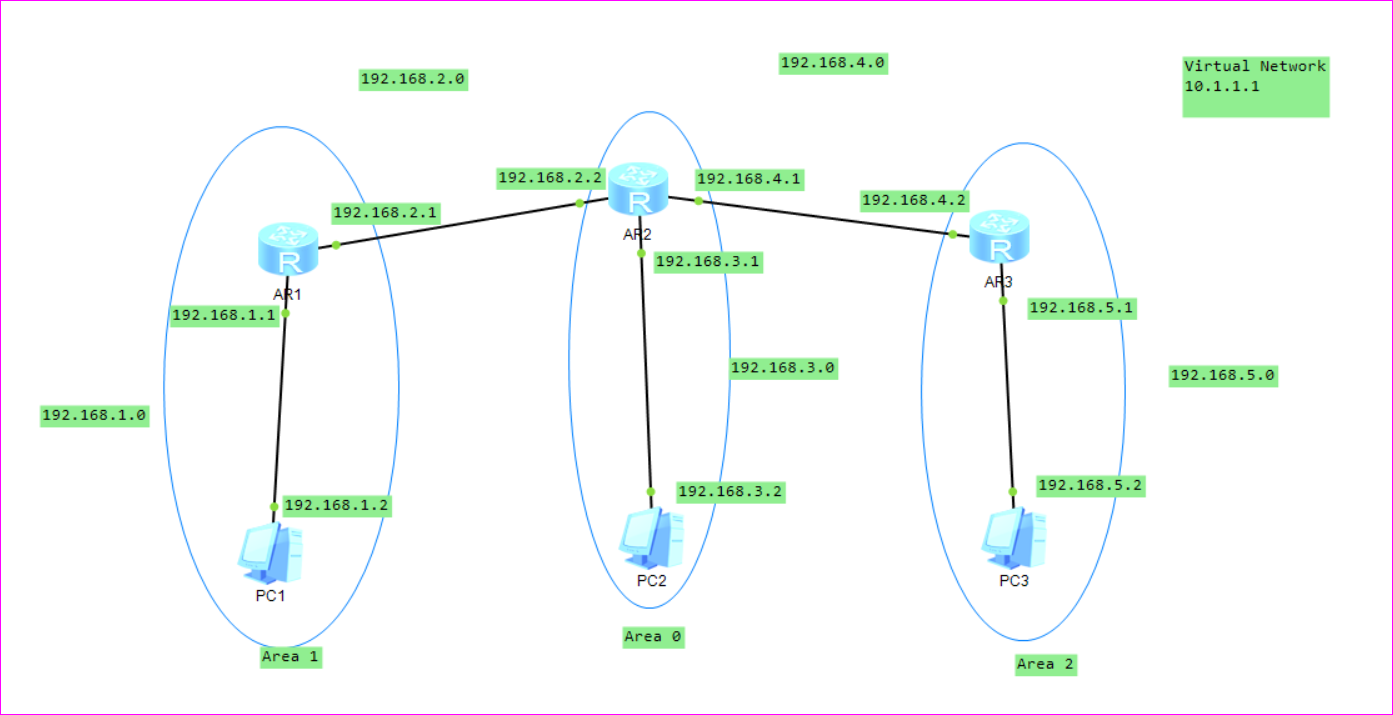 192.168.4.0
Virtual Network
10.1.1.1
192.168.2.0
192.168.2.2
192.168.4.1
192.168.4.2
192.168.2.1
R
AR2
R
192.168.3.1
R
AR1
AR3
192.168.1.1
192.168.5.1
192.168.3.0
192.168.5.0
192.168.1.0
192.168.1.2
192.168.3.2
192.168.5.2
PC1
PC2
PC3
Area 1
Area 0
Area 2